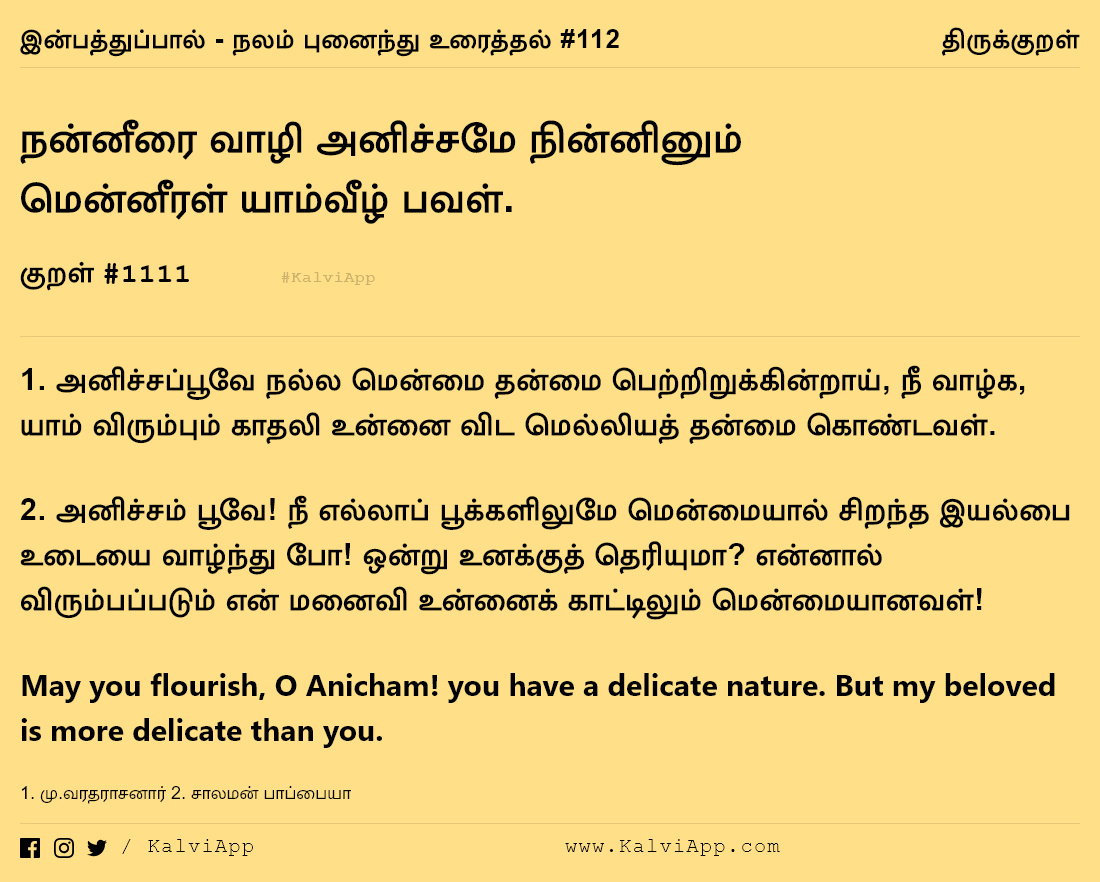 இன்பத்துப்பால் - நலம் புனைந்து உரைத்தல் #112 திருக்குறள்
நன்னீரை வாழி அனிச்சமே நின்னினும்
மென்னீரள் யாம்வீழ் பவள்.
குறள் #1111 #KalviApp
1. அனிச்சப்பூவே நல்ல மென்மை தன்மை பெற்றிறுக்கின்றாய், நீ வாழ்க,
யாம் விரும்பும் காதலி உன்னை விட மெல்லியத் தன்மை கொண்டவள்.
2. அனிச்சம் பூவே! நீ எல்லாப் பூக்களிலுமே மென்மையால் சிறந்த இயல்பை
உடையை வாழ்ந்து போ! ஒன்று உனக்குத் தெரியுமா? என்னால்
விரும்பப்படும் என் மனைவி உன்னைக் காட்டிலும் மென்மையானவள்!
May you flourish, O Anicham! you have a delicate nature. But my beloved
is more delicate than you.
1. மு.வரதராசனார் 2. சாலமன் பாப்பையா
/ KalviApp www.KalviApp.com